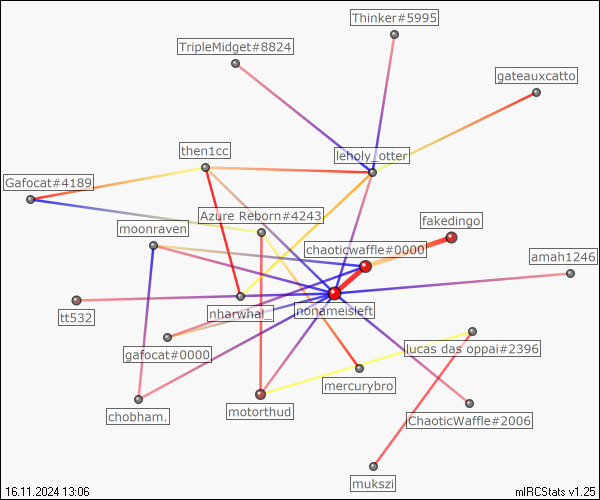 Thinker#5995
TripleMidget#8824
gateauxcatto
then1cc
leholy_otter
Gafocat#4189
Azure Reborn#4243
fakedingo
moonraven
chaoticwaffle#0000
amah1246
tt532
nharwhal_
nonameisleft
gafocat#0000
lucas das oppai#2396
mercurybro
chobham.
motorthud
ChaoticWaffle#2006
mukszi
16.11.2024 13:06
mIRCStats v1.25